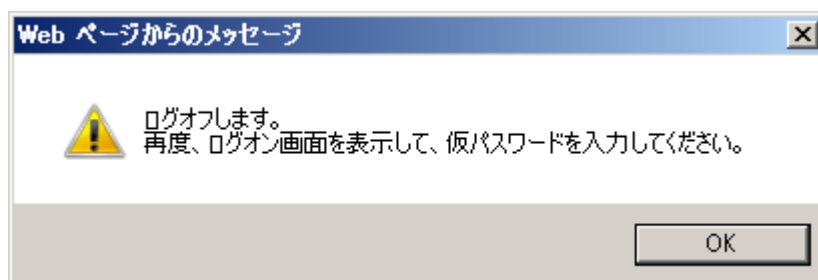 Web ページからのメッセージ
ログオフします。
再度、ログオン画面を表示して、仮パスワードを入力してください。
OK